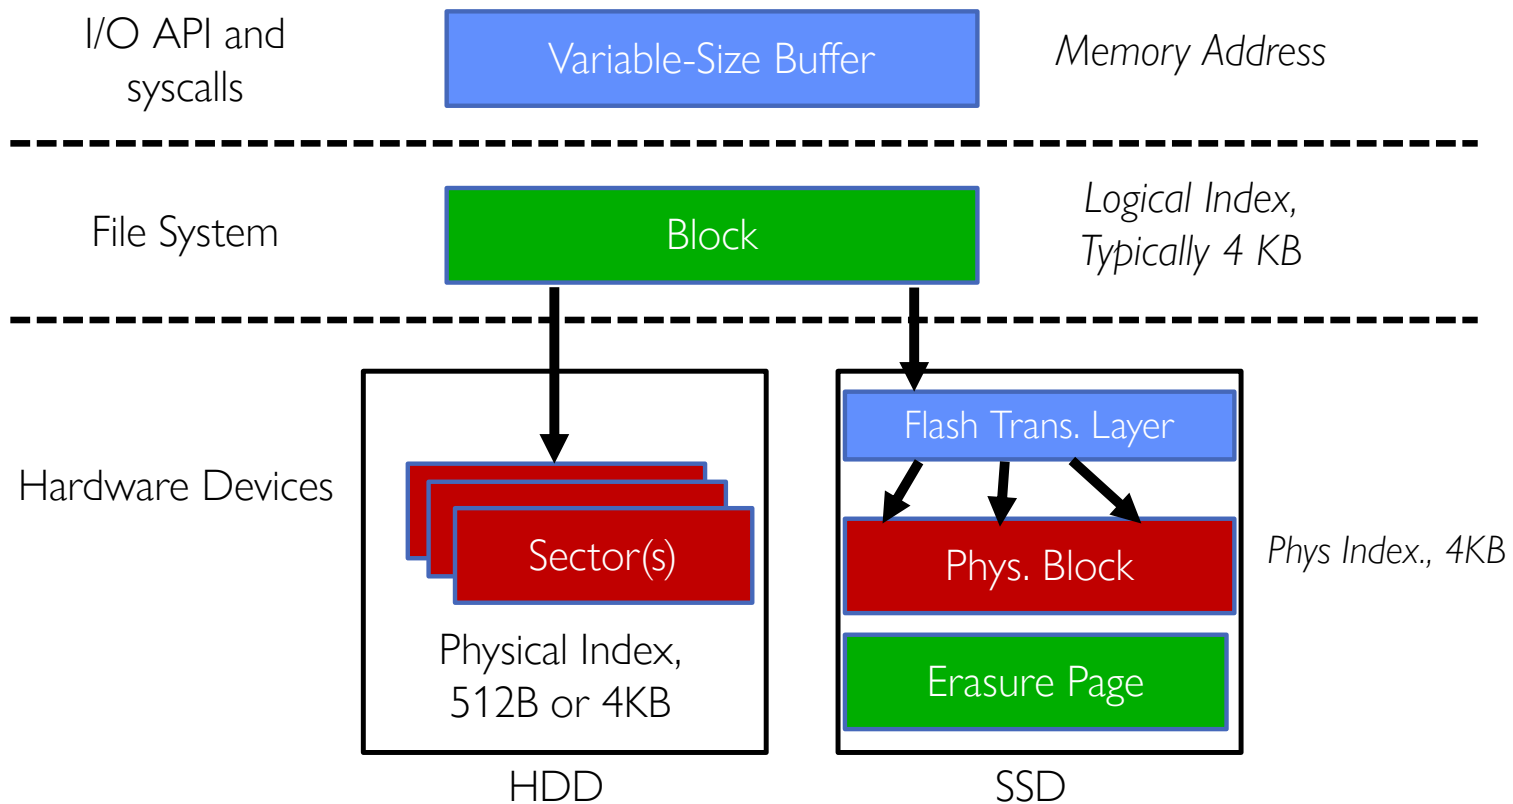 I/O API and
syscalls
Variable-Size Buffer
Memory Address
File System
Block
Logical Index,
Typically 4 KB
Hardware Devices
Sector(s)
Physical Index,
512B or 4KB
HDD
Flash Trans. Layer
Phys. Block
Erasure Page
SSD
Phys Index., 4KB